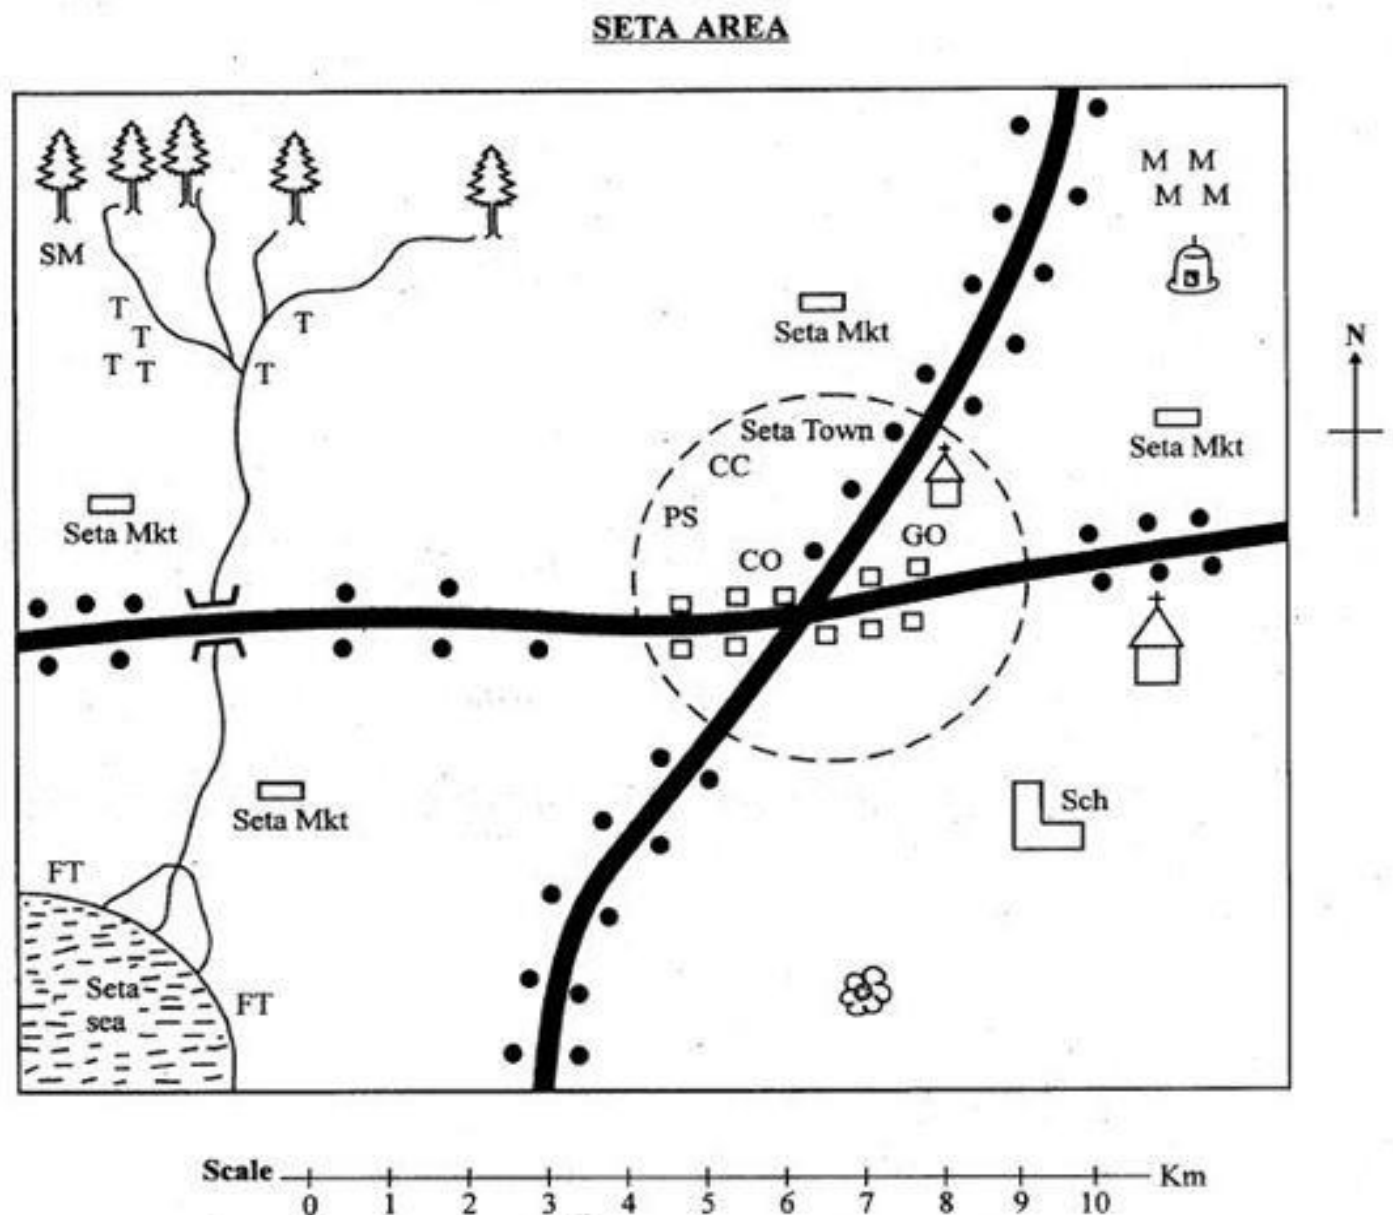 SETA AREA
M M
M M
SM
T
T
T
T T
T
Seta Mkt
N
Seta Town
CC
Seta Mkt
PS
Seta Mkt
GO
CO
Sch
Seta Mkt
FT
Seta
sea
FT
Scale
Km
0 1 2 3 4 5 6 7 8 9 10